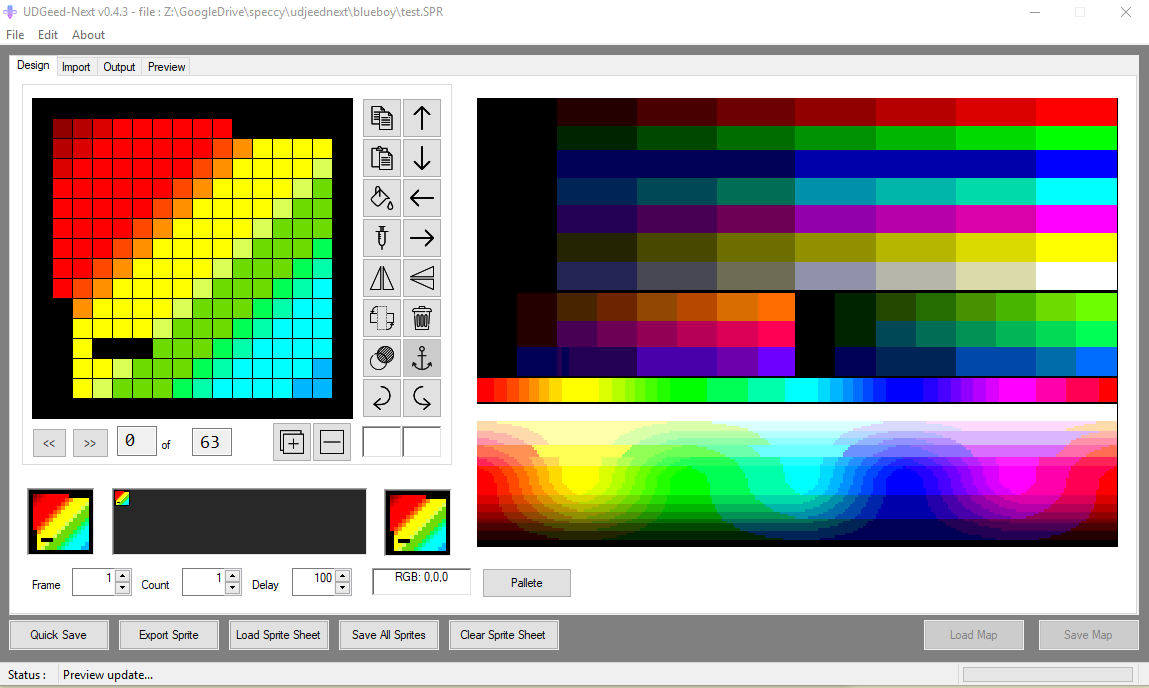 UDGeed-Next v0.4.3 - file : Z:\GoogleDrive\speccy\udjeednext\blueboy\test.SPR
File Edit About
Design Import Output Preview
<< >> 0 of 63
Frame 1 Count 1 Delay 100 RGB: 0,0,0 Pallete
Quick Save Export Sprite Load Sprite Sheet Save All Sprites Clear Sprite Sheet Load Map Save Map
Status : Preview update...